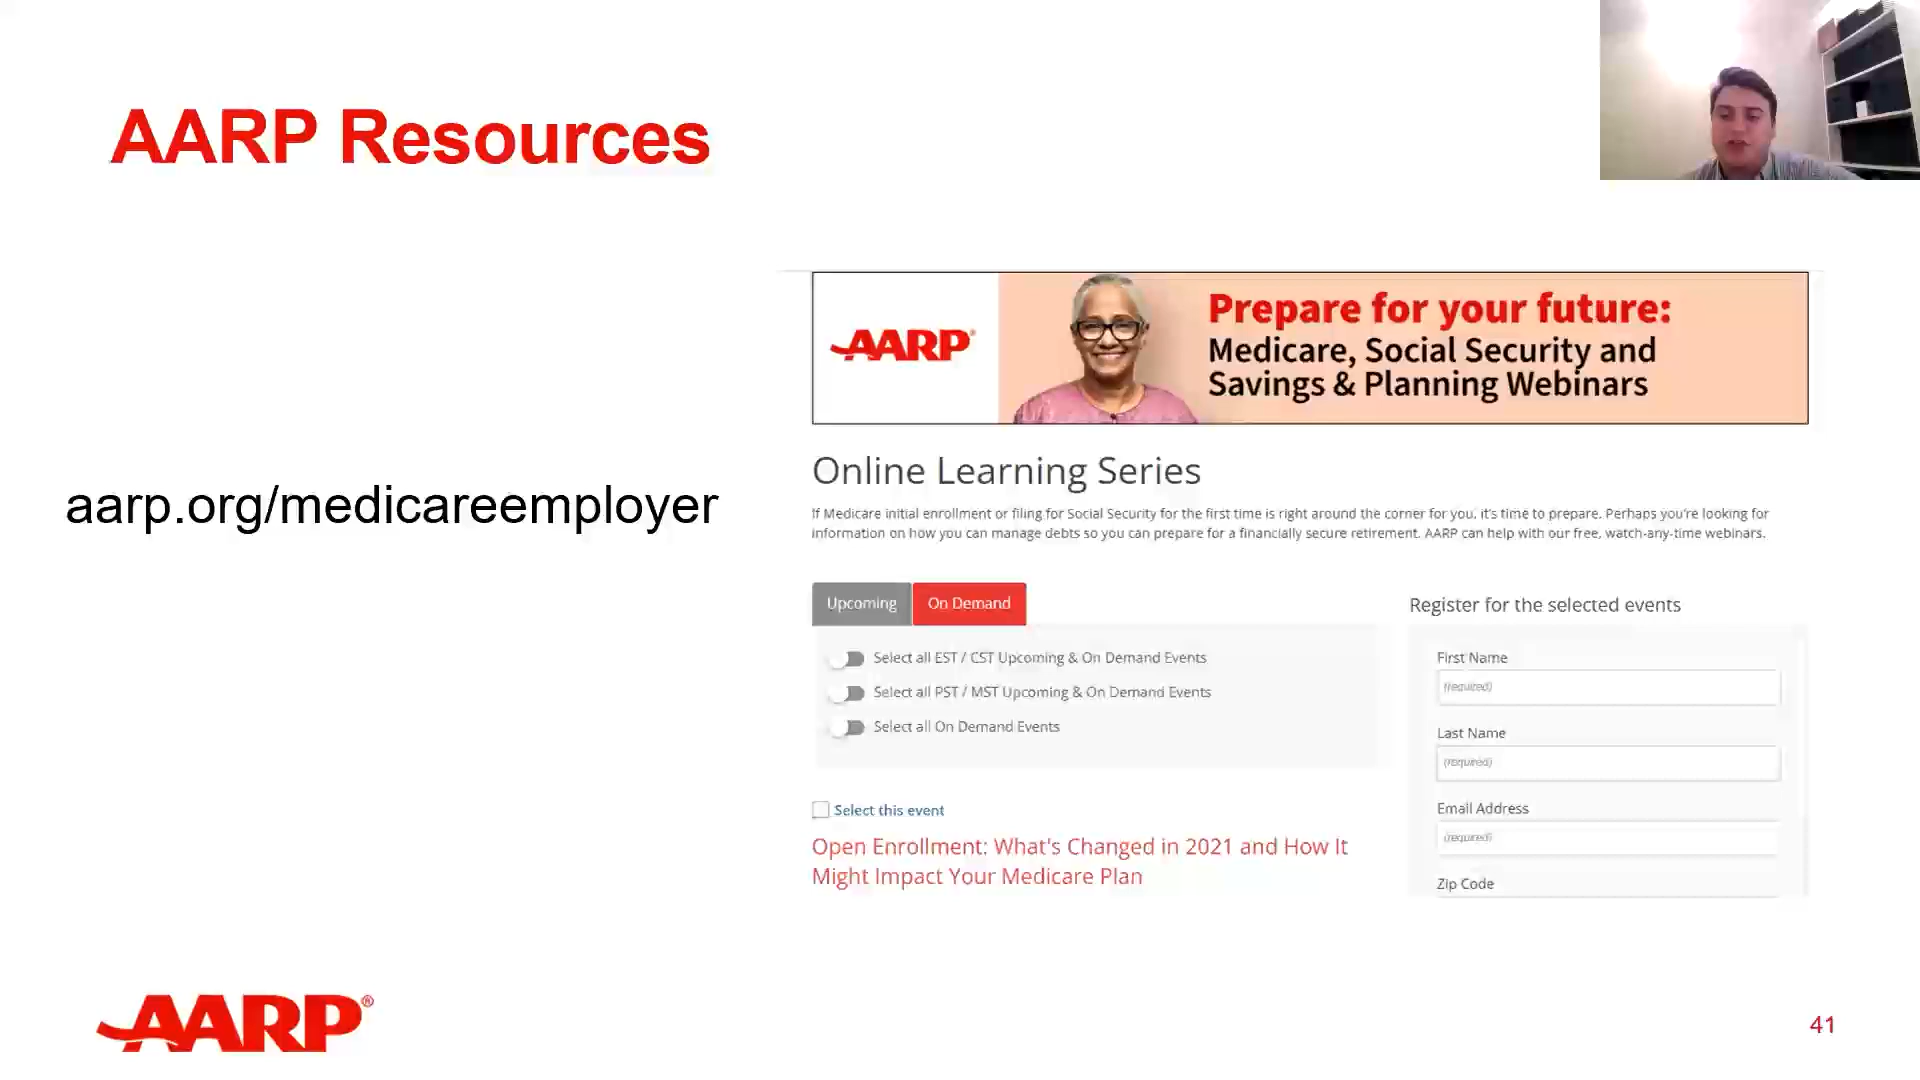 AARP Resources
aarp.org/medicareemployer
AARP®
Prepare for your future:
Medicare, Social Security and
Savings & Planning Webinars
Online Learning Series
If Medicare initial enrollment or filing for Social Security for the first time is right around the corner for you, it's time to prepare. Perhaps you're looking for
information on how you can manage debts so you can prepare for a financially secure retirement. AARP can help with our free, watch-any-time webinars.
Upcoming On Demand
Select all EST / CST Upcoming & On Demand Events
Select all PST / MST Upcoming & On Demand Events
Select all On Demand Events
Select this event
Open Enrollment: What's Changed in 2021 and How It
Might Impact Your Medicare Plan
Register for the selected events
First Name
(required)
Last Name
(required)
Email Address
(required)
Zip Code
AARP®
41